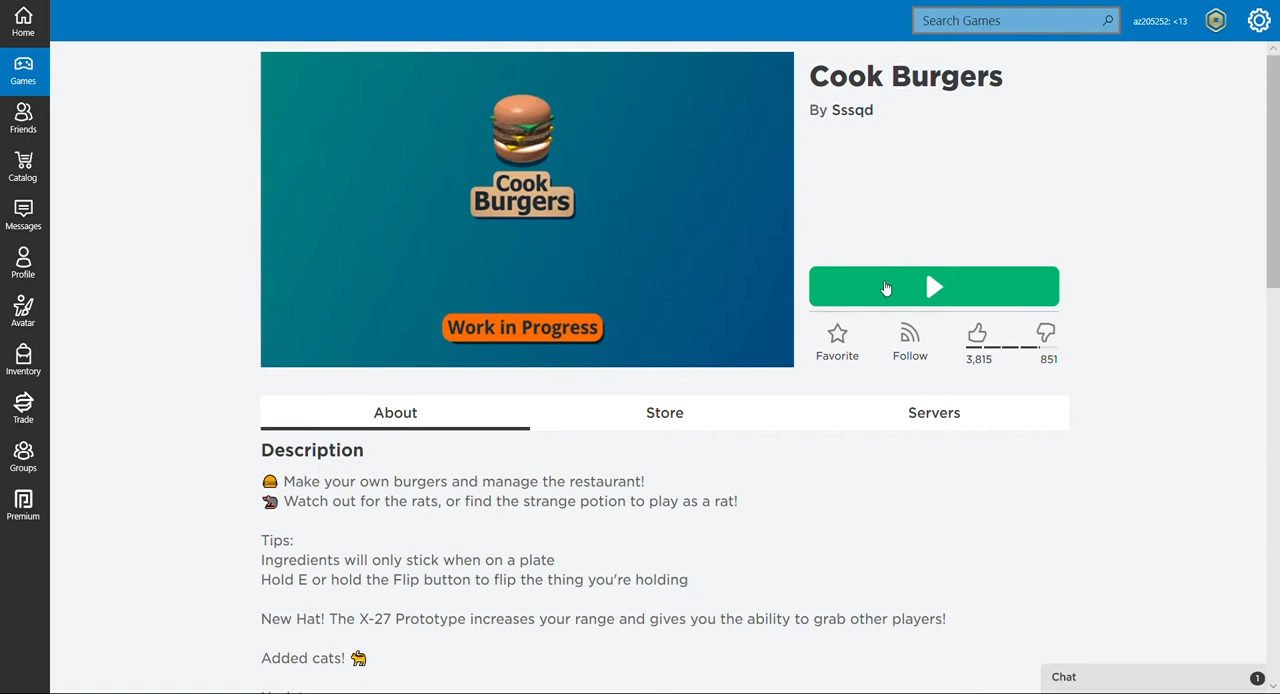 Search Games
az205252: <13
Home
Games
Friends
Catalog
Messages
Profile
Avatar
Inventory
Trade
Groups
Premium
Cook
Burgers
Work in Progress
Cook Burgers
By Sssqd
Favorite
Follow
3,815
851
About
Store
Servers
Description
🍔 Make your own burgers and manage the restaurant!
🐀 Watch out for the rats, or find the strange potion to play as a rat!
Tips:
Ingredients will only stick when on a plate
Hold E or hold the Flip button to flip the thing you're holding
New Hat! The X-27 Prototype increases your range and gives you the ability to grab other players!
Added cats! 🐈
Chat
1